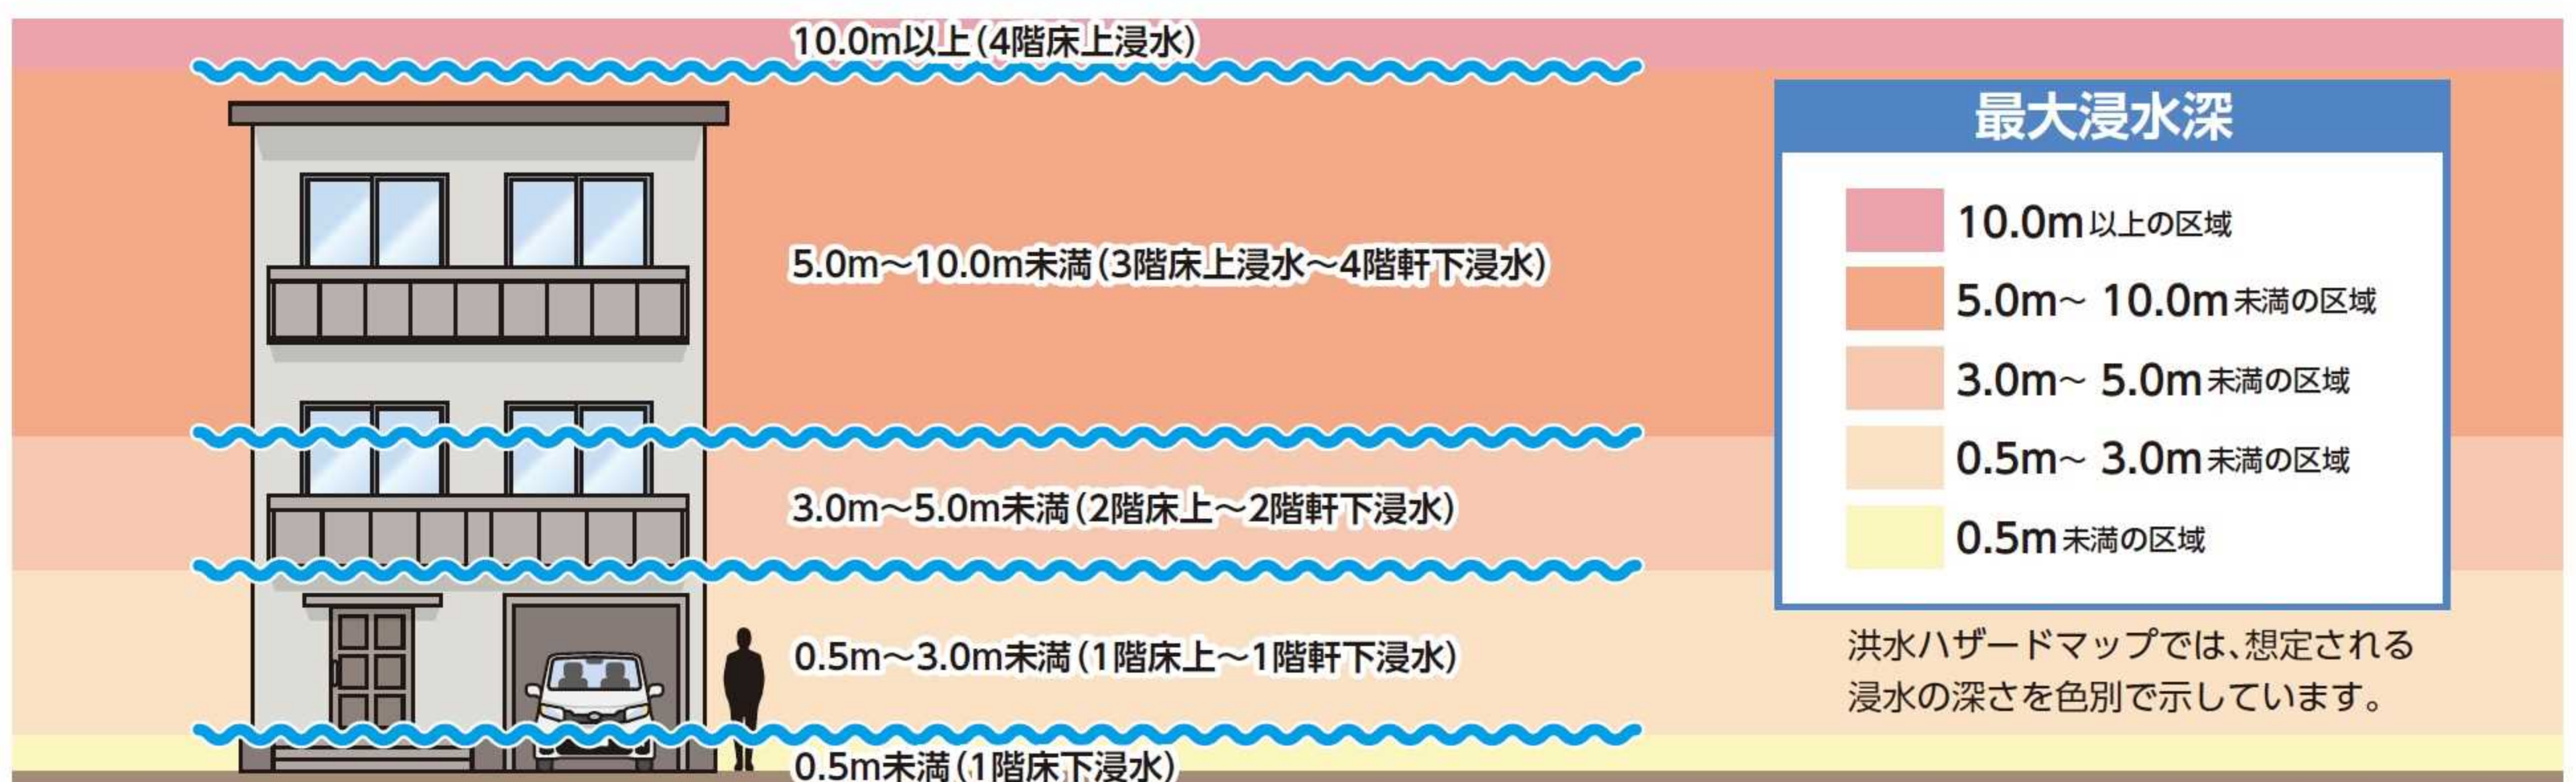 10.0m以上(4階床上浸水)
5.0m～10.0m未満(3階床上浸水～4階軒下浸水)
3.0m～5.0m未満(2階床上～2階軒下浸水)
0.5m～3.0m未満(1階床上～1階軒下浸水)
0.5m未満(1階床下浸水)
最大浸水深
10.0m以上の区域
5.0m～ 10.0m未満の区域
3.0m～ 5.0m未満の区域
0.5m～ 3.0m未満の区域
0.5m未満の区域
洪水ハザードマップでは、想定される
浸水の深さを色別で示しています。